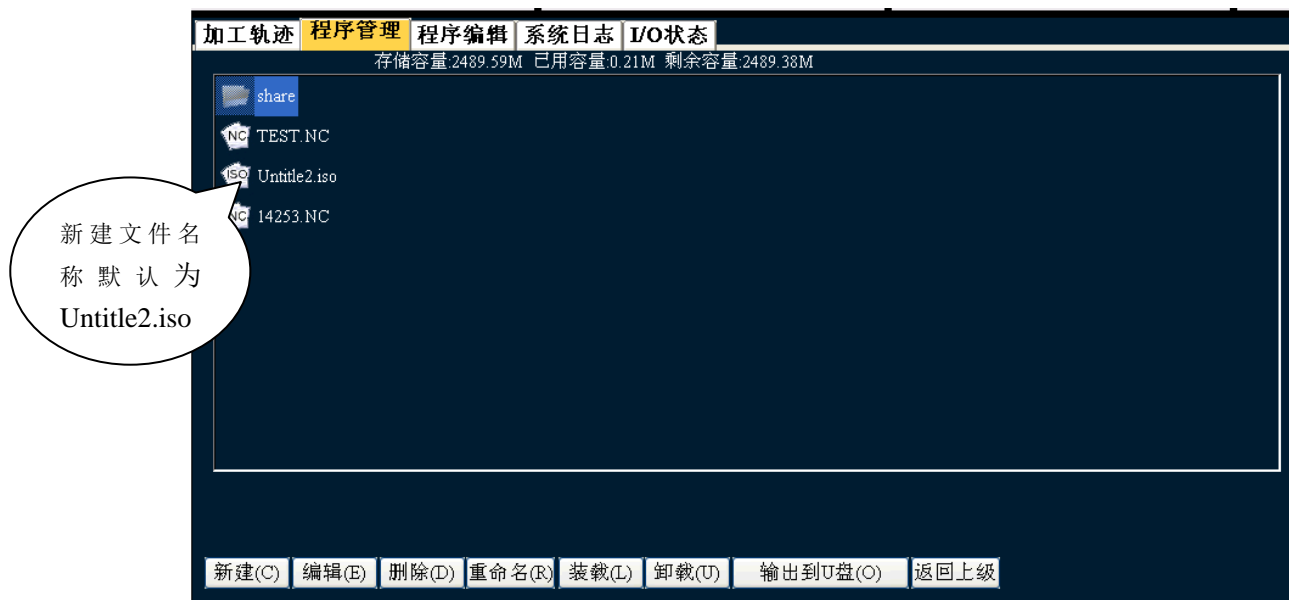 加工轨迹 程序管理 程序编辑 系统日志 I/O状态
存储容量:2489.59M 已用容量:0.21M 剩余容量:2489.38M
share
NC TEST.NC
ISO Untitle2.iso
NC 14253.NC
新建文件名
称默认为
Untitle2.iso
新建(C) 编辑(E) 删除(D) 重命名(R) 装载(L) 卸载(U) 输出到U盘(O) 返回上级